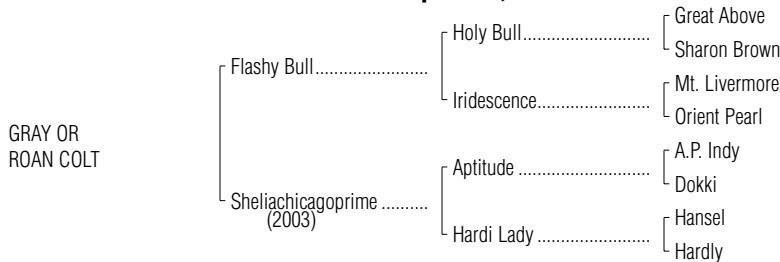 Great Above
Holy Bull...........................
Sharon Brown
Flashy Bull........................
Mt. Livermore
Iridescence........................
Orient Pearl
GRAY OR
ROAN COLT
A.P. Indy
Aptitude ............................
Dokki
Sheliachicagoprime ..........
(2003)
Hansel
Hardi Lady ........................
Hardly